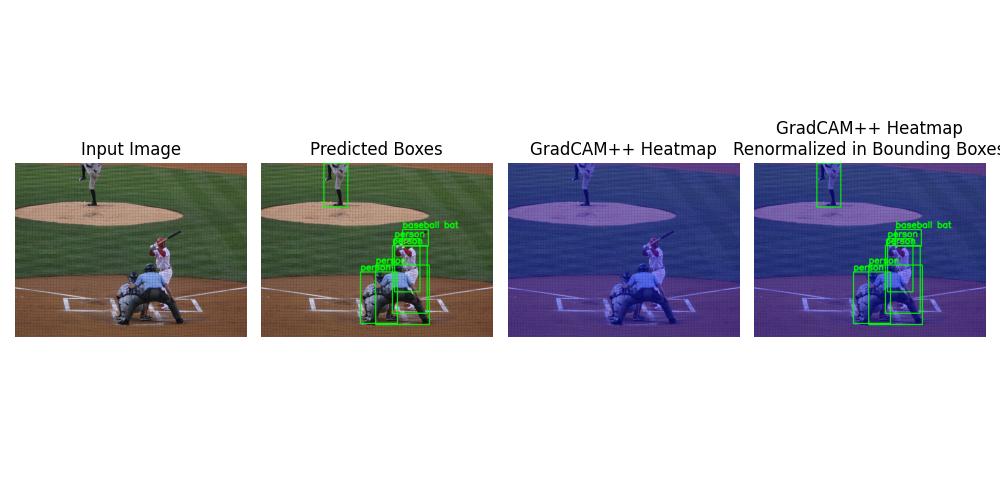 Input Image
Predicted Boxes
GradCAM++ Heatmap
GradCAM++ Heatmap
Renormalized in Bounding Boxes
baseball bat
person
person
person
person
baseball bat
person
person
person
person